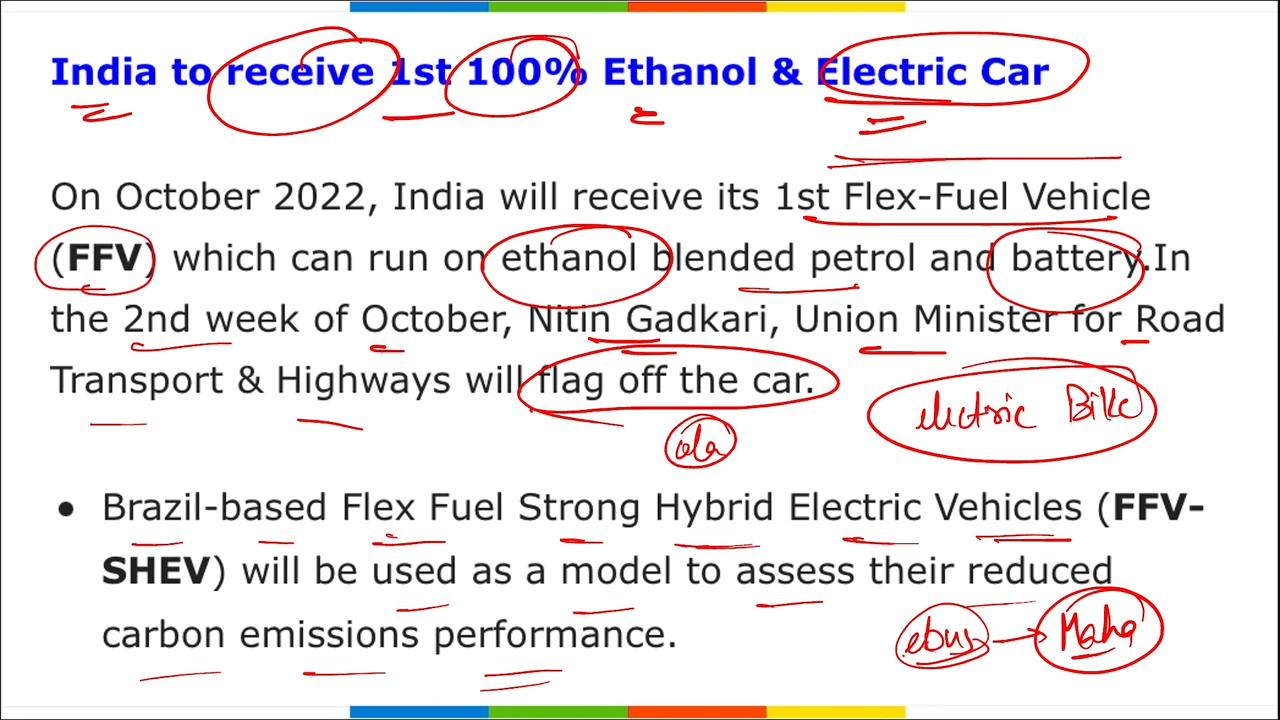 India to receive 1st 100% Ethanol & Electric Car
On October 2022, India will receive its 1st Flex-Fuel Vehicle
(FFV) which can run on ethanol blended petrol and battery.In
the 2nd week of October, Nitin Gadkari, Union Minister for Road
Transport & Highways will flag off the car.
electric Bike
ola
• Brazil-based Flex Fuel Strong Hybrid Electric Vehicles (FFV-
SHEV) will be used as a model to assess their reduced
carbon emissions performance.
ebus → Maha